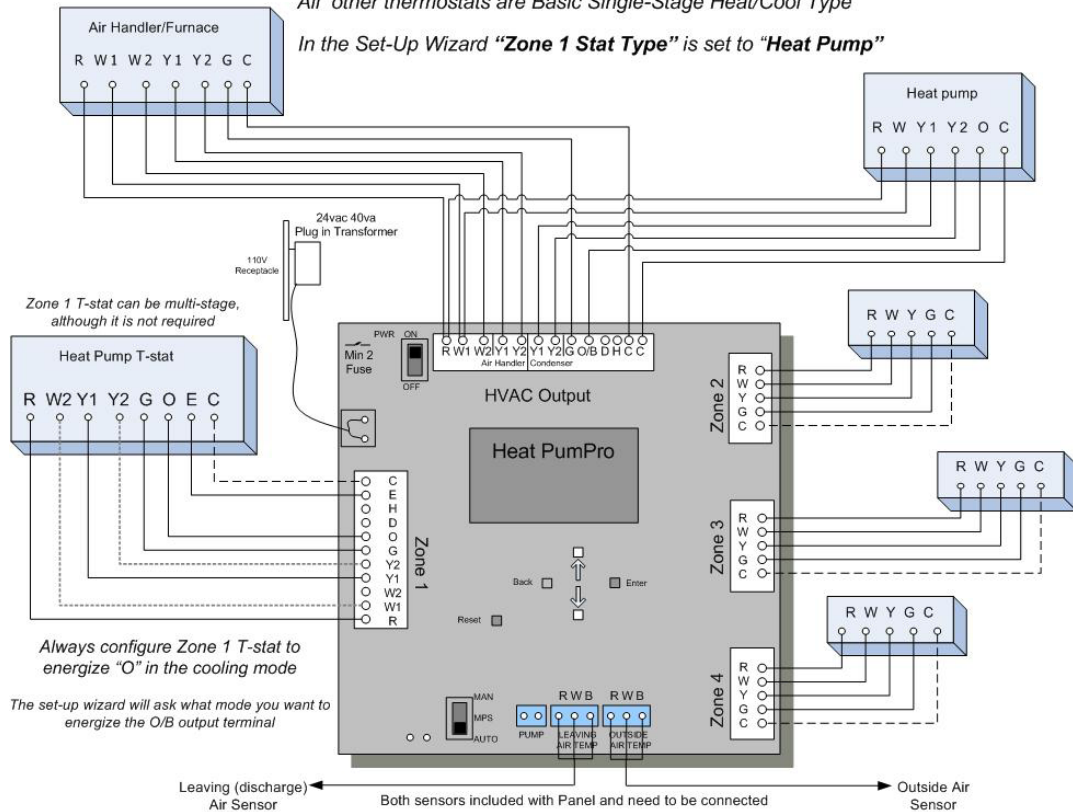 All other thermostats are Basic Single-Stage Heat/Cool Type
In the Set-Up Wizard "Zone 1 Stat Type" is set to "Heat Pump"
Air Handler/Furnace
R W1 W2 Y1 Y2 G C
Heat pump
R W Y1 Y2 O C
24vac 40va
Plug in Transformer
110V
Receptacle
Zone 1 T-stat can be multi-stage,
although it is not required
Heat Pump T-stat
R W2 Y1 Y2 G O E C
PWR ON
OFF
Min 2
Fuse
R W1 W2 Y1 Y2 Y1 Y2 G O/B D H C C
Air Handler Condenser
HVAC Output
Heat PumPro
C
E
H
D
O
G
Y2
Y1
W2
W1
R
Zone 1
Back
Enter
Reset
R W Y G C
Zone 2
R
W
Y
G
C
R W Y G C
Zone 3
R
W
Y
G
C
R W Y G C
Zone 4
R
W
Y
G
C
Always configure Zone 1 T-stat to
energize "O" in the cooling mode
The set-up wizard will ask what mode you want to
energize the O/B output terminal
MAN
MPS
AUTO
PUMP
R W B
LEAVING
AIR TEMP
R W B
OUTSIDE
AIR TEMP
Leaving (discharge)
Air Sensor
Both sensors included with Panel and need to be connected
Outside Air
Sensor